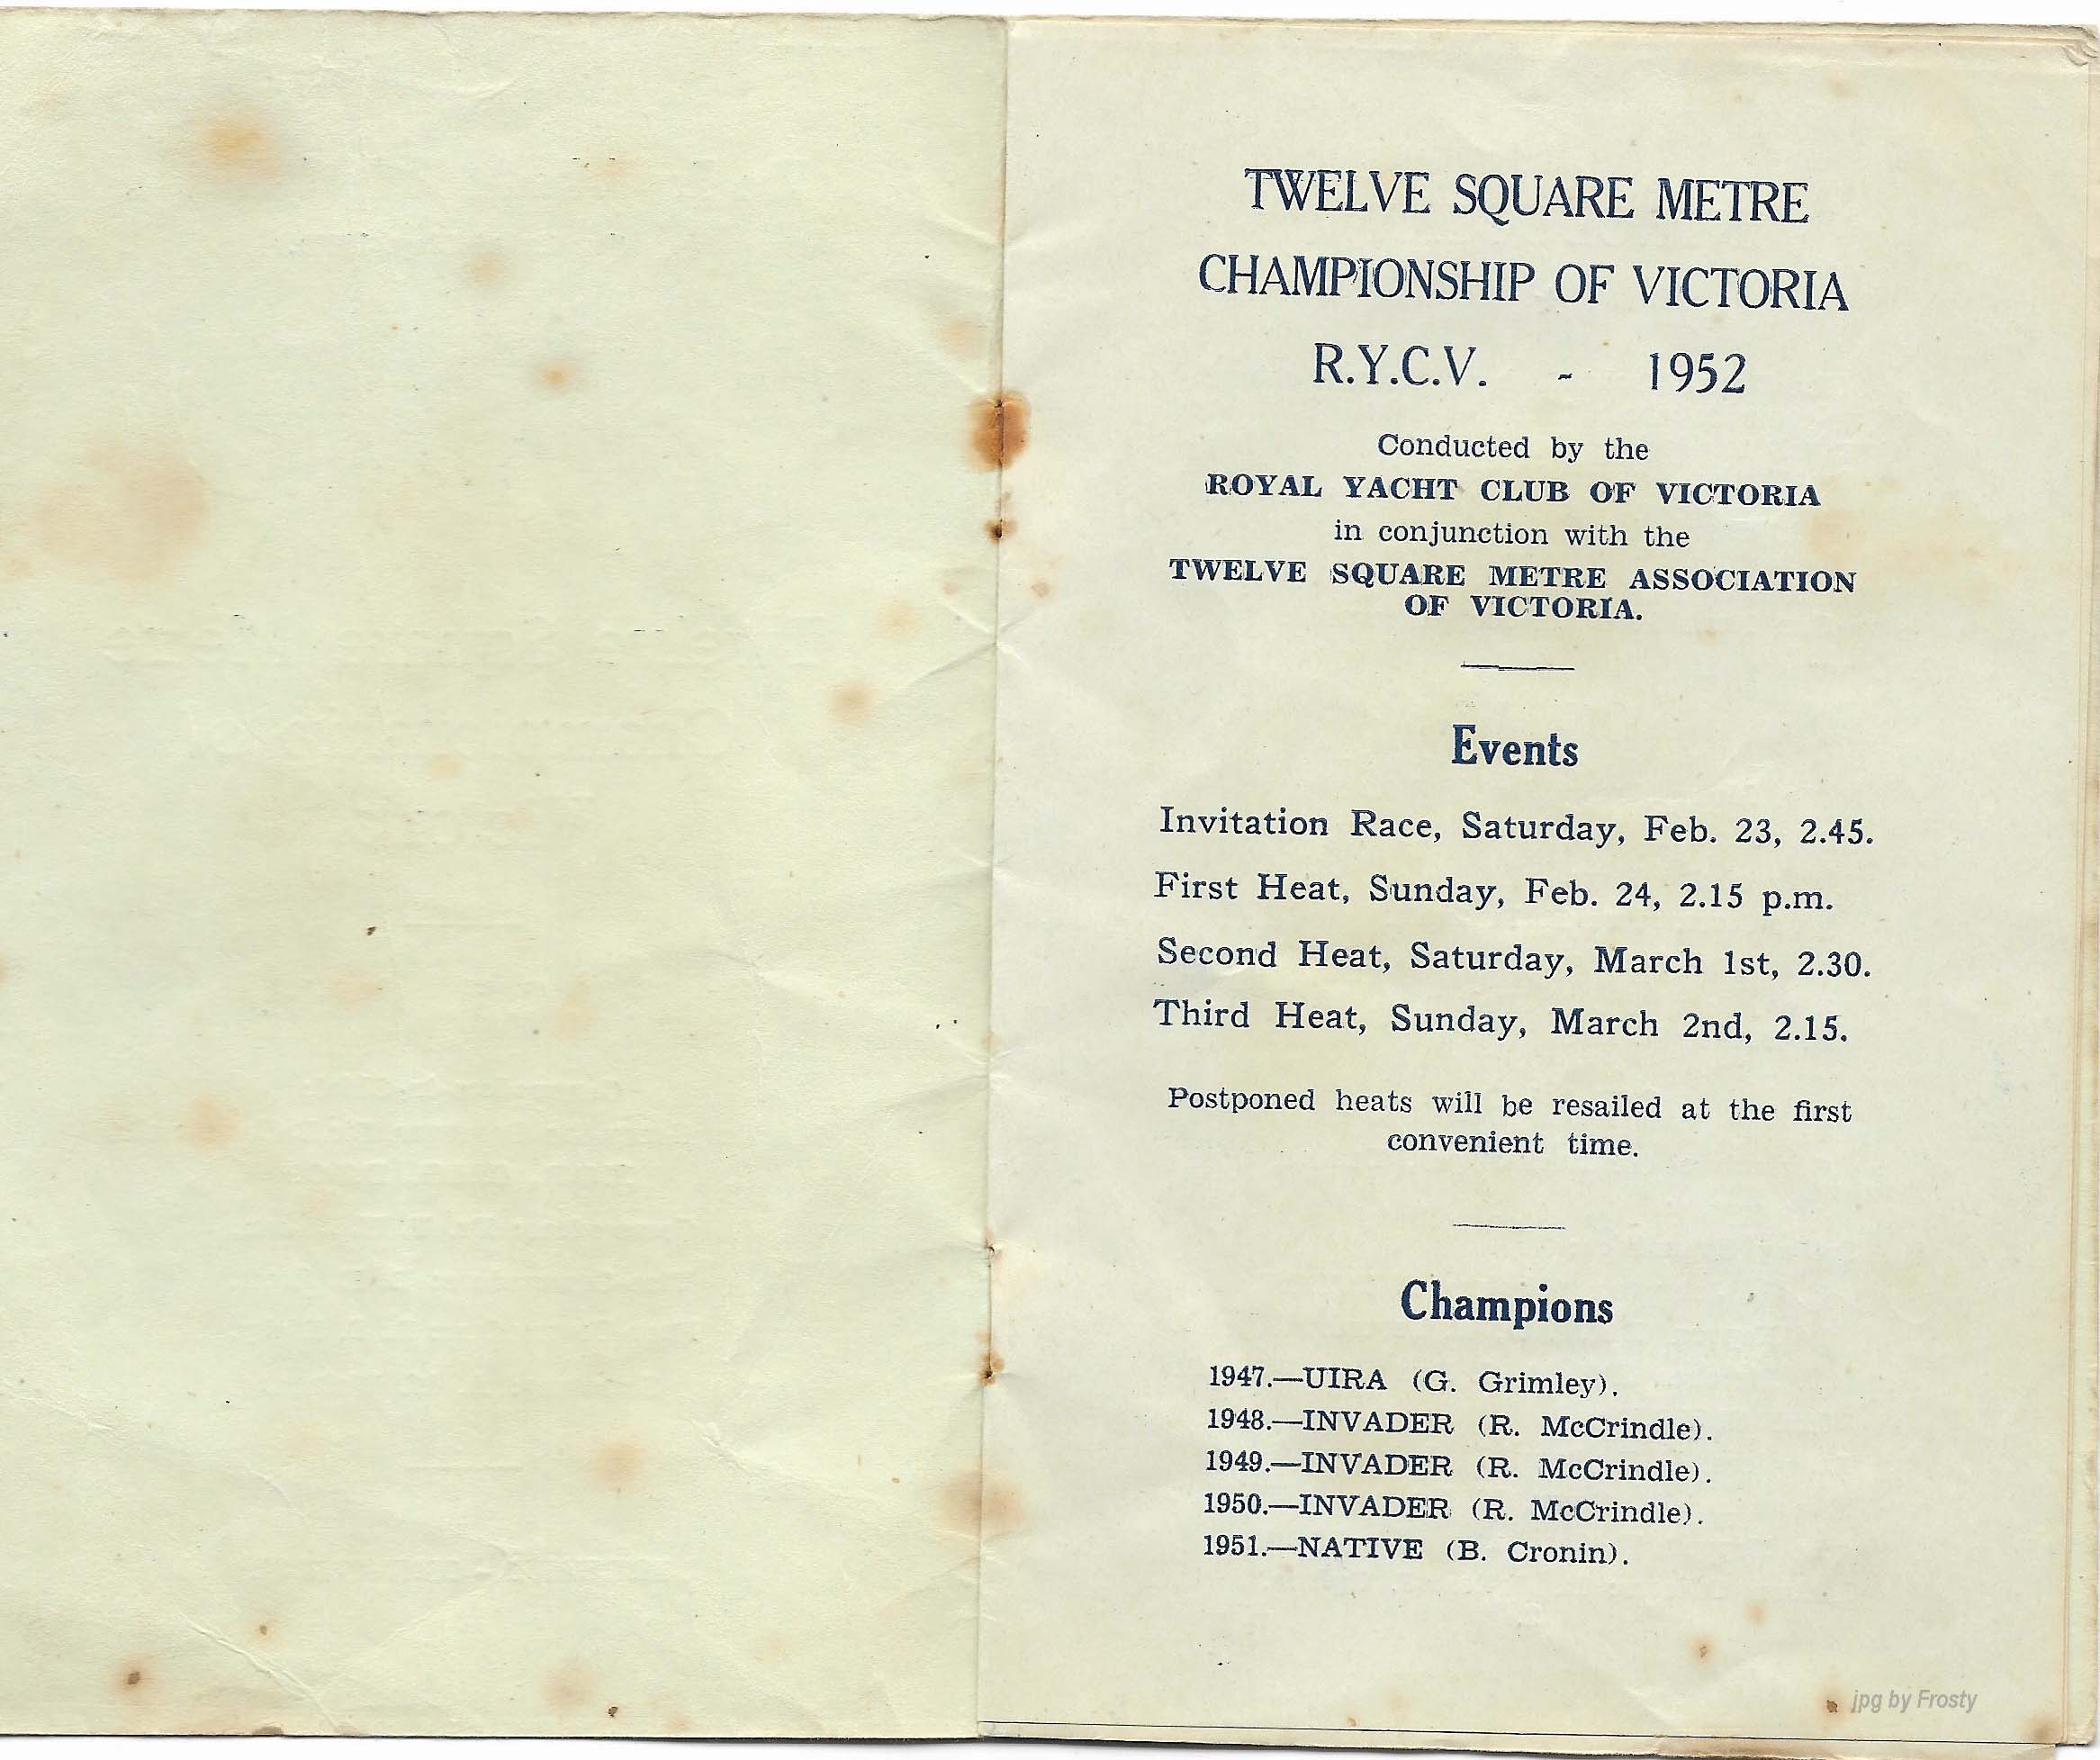 TWELVE SQUARE METRE
CHAMPIONSHIP OF VICTORIA
R.Y.C.V. - 1952
Conducted by the
ROYAL YACHT CLUB OF VICTORIA
in conjunction with the
TWELVE SQUARE METRE ASSOCIATION
OF VICTORIA.
Events
Invitation Race, Saturday, Feb. 23, 2.45.
First Heat, Sunday, Feb. 24, 2.15 p.m.
Second Heat, Saturday, March 1st, 2.30.
Third Heat, Sunday, March 2nd, 2.15.
Postponed heats will be resailed at the first
convenient time.
Champions
1947.—UIRA (G. Grimley).
1948.—INVADER (R. McCrindle).
1949.—INVADER (R. McCrindle).
1950.—INVADER (R. McCrindle).
1951.—NATIVE (B. Cronin).
jpg by Frosty